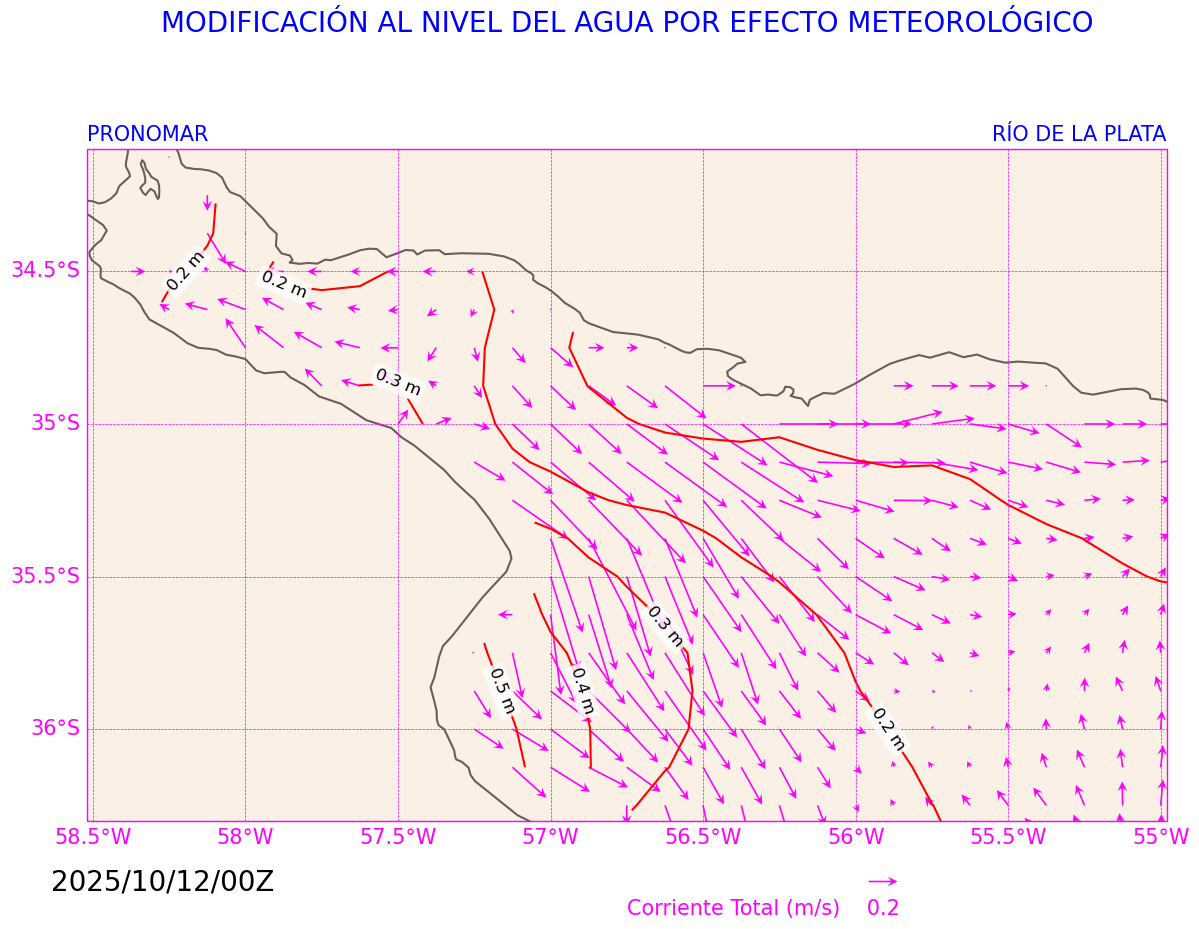 MODIFICACIÓN AL NIVEL DEL AGUA POR EFECTO METEOROLÓGICO
PRONOMAR
RÍO DE LA PLATA
34.5°S
35°S
35.5°S
36°S
0.2 m
0.2 m
0.3 m
0.3 m
0.5 m
0.4 m
0.2 m
58.5°W
58°W
57.5°W
57°W
56.5°W
56°W
55.5°W
55°W
2025/10/12/00Z
Corriente Total (m/s)
0.2